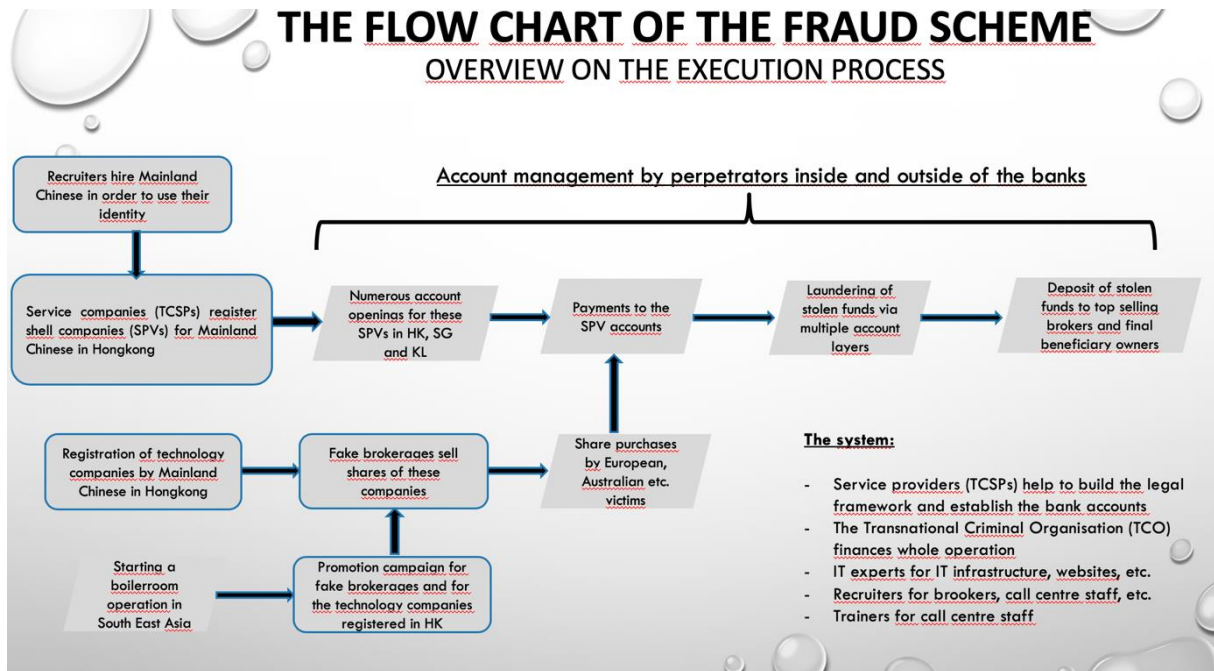 THE FLOW CHART OF THE FRAUD SCHEME
OVERVIEW ON THE EXECUTION PROCESS
Recruiters hire Mainland
Chinese in order to use their
identity
Account management by perpetrators inside and outside of the banks
Service companies (TCSPs) register
shell companies (SPVs) for Mainland
Chinese in Hongkong
Numerous account
openings for these
SPVs in HK, SG
and KL
Payments to the
SPV accounts
Laundering of
stolen funds via
multiple account
layers
Deposit of stolen
funds to top selling
brokers and final
beneficiary owners
Registration of technology
companies by Mainland
Chinese in Hongkong
Fake brokerages sell
shares of these
companies
Share purchases
by European,
Australian etc.
victims
Starting a
boilerroom
operation in
South East Asia
Promotion campaign for
fake brokerages and for
the technology companies
registered in HK
The system:
- Service providers (TCSPs) help to build the legal
framework and establish the bank accounts
- The Transnational Criminal Organisation (TCO)
finances whole operation
- IT experts for IT infrastructure, websites, etc.
- Recruiters for brookers, call centre staff, etc.
- Trainers for call centre staff